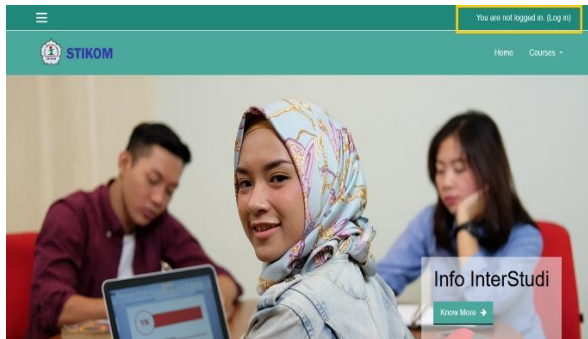 You are not logged in. (Log in)
STIKOM
Home Courses
Info InterStudi
Know More